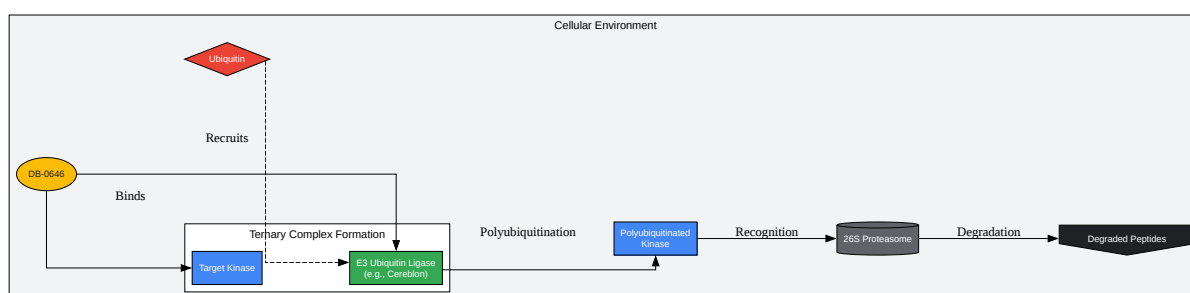 Cellular Environment
Ubiquitin
Recruits
DB-0646
Binds
Ternary Complex Formation
Target Kinase
E3 Ubiquitin Ligase
(e.g., Cereblon)
Polyubiquitination
Polyubiquitinated
Kinase
Recognition
26S Proteasome
Degradation
Degraded Peptides